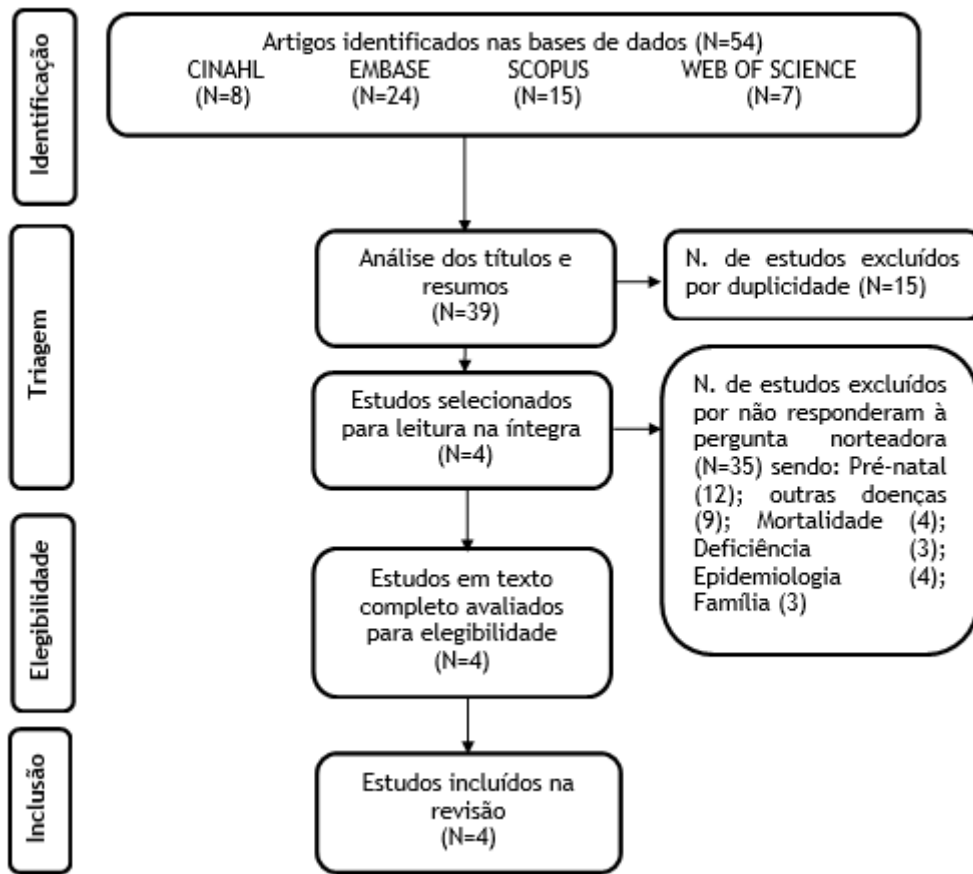 Identificação
Artigos identificados nas bases de dados (N=54)
CINAHL EMBASE SCOPUS WEB OF SCIENCE
(N=8) (N=24) (N=15) (N=7)
Triagem
Análise dos títulos e
resumos
(N=39)
N. de estudos excluídos
por duplicidade (N=15)
Estudos selecionados
para leitura na íntegra
(N=4)
N. de estudos excluídos
por não responderam à
pergunta norteadora
(N=35) sendo: Pré-natal
(12); outras doenças
(9); Mortalidade (4);
Deficiência (3);
Epidemiologia (4);
Família (3)
Elegibilidade
Estudos em texto
completo avaliados
para elegibilidade
(N=4)
Inclusão
Estudos incluídos na
revisão
(N=4)